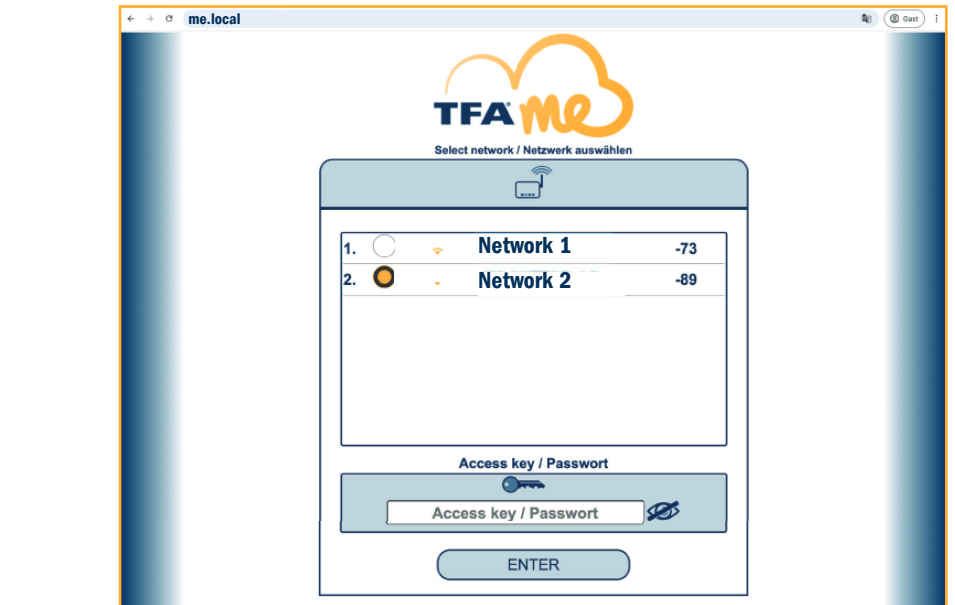 me.local
Gast
TFA me
Select network / Netzwerk auswählen
1. Network 1 -73
2. Network 2 -89
Access key / Passwort
Access key / Passwort
ENTER